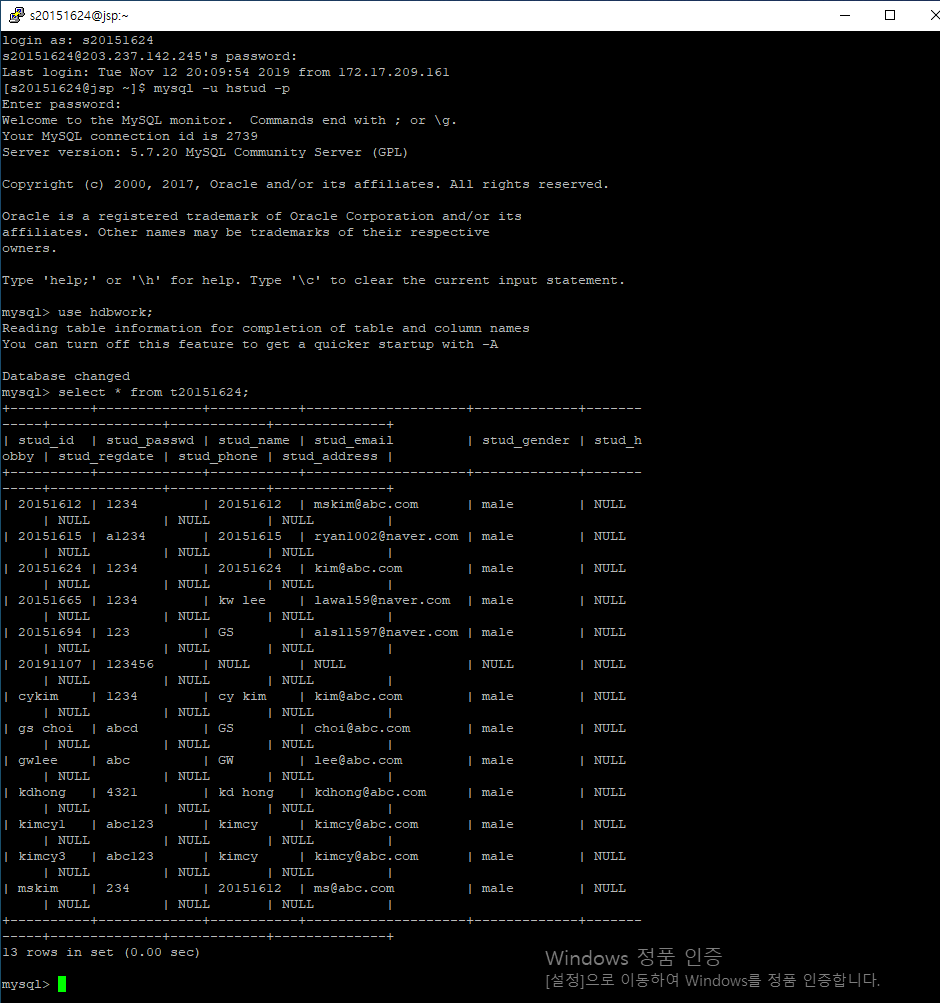 s20151624@jsp:~
login as: s20151624
s20151624@203.237.142.245's password:
Last login: Tue Nov 12 20:09:54 2019 from 172.17.209.161
[s20151624@jsp ~]$ mysql -u hstud -p
Enter password:
Welcome to the MySQL monitor.  Commands end with ; or \g.
Your MySQL connection id is 2739
Server version: 5.7.20 MySQL Community Server (GPL)

Copyright (c) 2000, 2017, Oracle and/or its affiliates. All rights reserved.

Oracle is a registered trademark of Oracle Corporation and/or its
affiliates. Other names may be trademarks of their respective
owners.

Type 'help;' or '\h' for help. Type '\c' to clear the current input statement.

mysql> use hdbwork;
Reading table information for completion of table and column names
You can turn off this feature to get a quicker startup with -A

Database changed
mysql> select * from t20151624;
+----------+-------------+-----------+--------------------+-------------+-------
-----+--------------+------------+--------------+
| stud_id  | stud_passwd | stud_name | stud_email         | stud_gender | stud_h
obby | stud_regdate | stud_phone | stud_address |
+----------+-------------+-----------+--------------------+-------------+-------
-----+--------------+------------+--------------+
| 20151612 | 1234        | 20151612  | mskim@abc.com      | male        | NULL
     | NULL         | NULL       | NULL         |
| 20151615 | a1234       | 20151615  | ryan1002@naver.com | male        | NULL
     | NULL         | NULL       | NULL         |
| 20151624 | 1234        | 20151624  | kim@abc.com        | male        | NULL
     | NULL         | NULL       | NULL         |
| 20151665 | 1234        | kw lee    | lawa159@naver.com  | male        | NULL
     | NULL         | NULL       | NULL         |
| 20151694 | 123         | GS        | alsl1597@naver.com | male        | NULL
     | NULL         | NULL       | NULL         |
| 20191107 | 123456      | NULL      | NULL               | NULL        | NULL
     | NULL         | NULL       | NULL         |
| cykim    | 1234        | cy kim    | kim@abc.com        | male        | NULL
     | NULL         | NULL       | NULL         |
| gs choi  | abcd        | GS        | choi@abc.com       | male        | NULL
     | NULL         | NULL       | NULL         |
| gwlee    | abc         | GW        | lee@abc.com        | male        | NULL
     | NULL         | NULL       | NULL         |
| kdhong   | 4321        | kd hong   | kdhong@abc.com     | male        | NULL
     | NULL         | NULL       | NULL         |
| kimcy1   | abc123      | kimcy     | kimcy@abc.com      | male        | NULL
     | NULL         | NULL       | NULL         |
| kimcy3   | abc123      | kimcy     | kimcy@abc.com      | male        | NULL
     | NULL         | NULL       | NULL         |
| mskim    | 234         | 20151612  | ms@abc.com         | male        | NULL
     | NULL         | NULL       | NULL         |
+----------+-------------+-----------+--------------------+-------------+-------
-----+--------------+------------+--------------+
13 rows in set (0.00 sec)

mysql>
Windows 정품 인증
[설정]으로 이동하여 Windows를 정품 인증합니다.